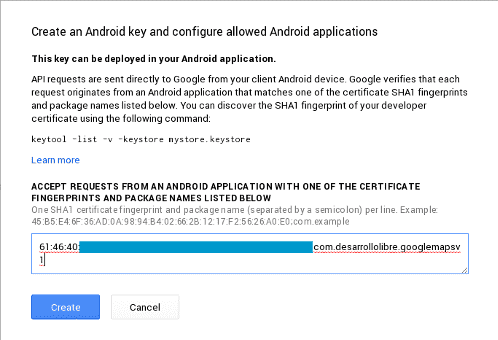 Create an Android key and configure allowed Android applications
This key can be deployed in your Android application.
API requests are sent directly to Google from your client Android device. Google verifies that each
request originates from an Android application that matches one of the certificate SHA1 fingerprints
and package names listed below. You can discover the SHA1 fingerprint of your developer
certificate using the following command:
keytool -list -v -keystore mystore.keystore
Learn more
ACCEPT REQUESTS FROM AN ANDROID APPLICATION WITH ONE OF THE CERTIFICATE
FINGERPRINTS AND PACKAGE NAMES LISTED BELOW
One SHA1 certificate fingerprint and package name (separated by a semicolon) per line. Example:
45:B5:E4:6F:36:AD:0A:98:94:B4:02:66:2B:12:17:F2:56:26:A0:E0;com.example
61:46:40: com.desarrollolibre.googlemapsv
1
Create Cancel